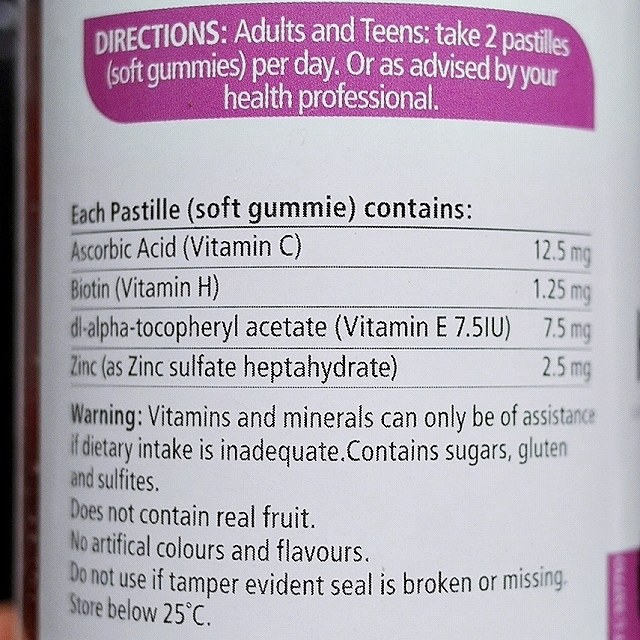 DIRECTIONS: Adults and Teens: take 2 pastilles
(soft gummies) per day. Or as advised by your
health professional.
Each Pastille (soft gummie) contains:
Ascorbic Acid (Vitamin C) 12.5 mg
Biotin (Vitamin H) 1.25 mg
dl-alpha-tocopheryl acetate (Vitamin E 7.5IU) 7.5 mg
Zinc (as Zinc sulfate heptahydrate) 2.5 mg
Warning: Vitamins and minerals can only be of assistance
if dietary intake is inadequate.Contains sugars, gluten
and sulfites.
Does not contain real fruit.
No artifical colours and flavours.
Do not use if tamper evident seal is broken or missing.
Store below 25°C.